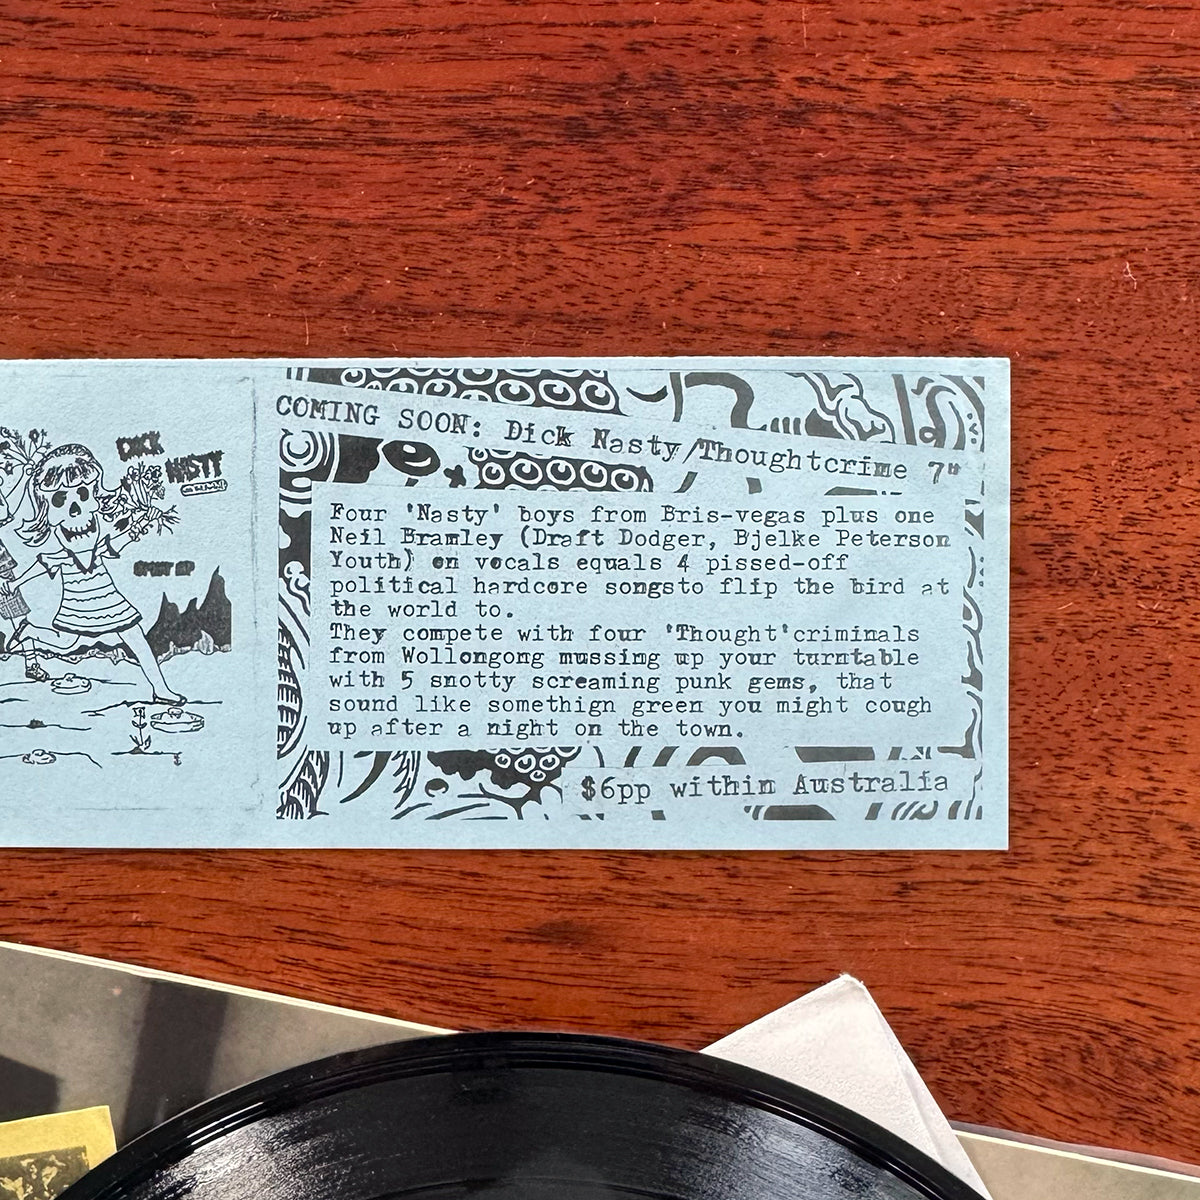 DICK
NASTY
SPLIT EP
COMING SOON: Dick Nasty/Thoughtcrime 7"
Four 'Nasty' boys from Bris-vegas plus one
Neil Bramley (Draft Dodger, Bjelke Peterson
Youth) on vocals equals 4 pissed-off
political hardcore songsto flip the bird at
the world to.
They compete with four 'Thought'criminals
from Wollongong mussing up your turntable
with 5 snotty screaming punk gems, that
sound like somethign green you might cough
up after a night on the town.
$6pp within Australia